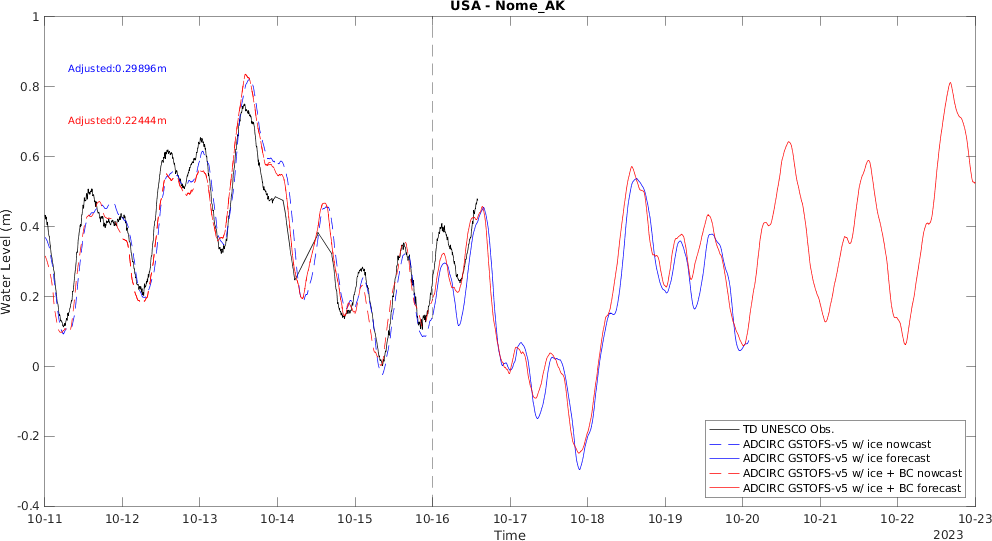 USA - Nome_AK
1
0.8
0.6
0.4
0.2
0
-0.2
-0.4
Water Level (m)
Adjusted:0.29896m
Adjusted:0.22444m
TD UNESCO Obs.
ADCIRC GSTOFS-v5 w/ ice nowcast
ADCIRC GSTOFS-v5 w/ ice forecast
ADCIRC GSTOFS-v5 w/ ice + BC nowcast
ADCIRC GSTOFS-v5 w/ ice + BC forecast
10-11 10-12 10-13 10-14 10-15 10-16 10-17 10-18 10-19 10-20 10-21 10-22 10-23
Time
2023